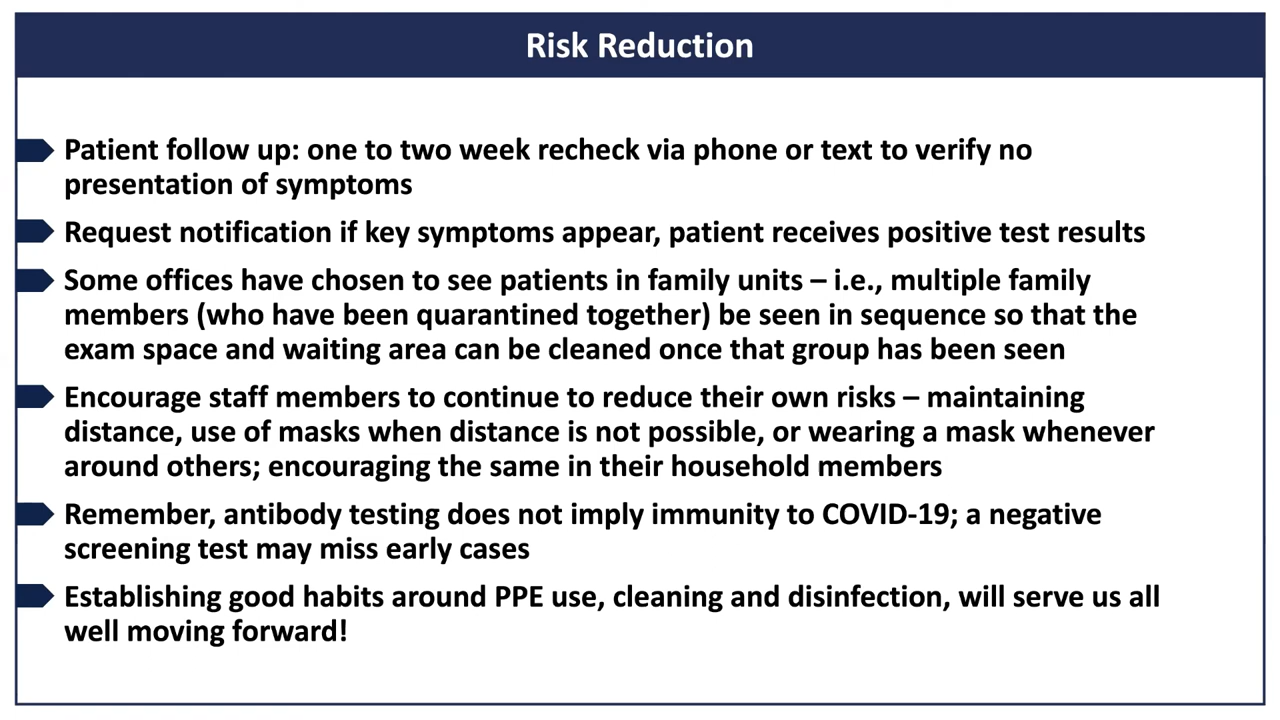 Risk Reduction
Patient follow up: one to two week recheck via phone or text to verify no
presentation of symptoms
Request notification if key symptoms appear, patient receives positive test results
Some offices have chosen to see patients in family units – i.e., multiple family
members (who have been quarantined together) be seen in sequence so that the
exam space and waiting area can be cleaned once that group has been seen
Encourage staff members to continue to reduce their own risks – maintaining
distance, use of masks when distance is not possible, or wearing a mask whenever
around others; encouraging the same in their household members
Remember, antibody testing does not imply immunity to COVID-19; a negative
screening test may miss early cases
Establishing good habits around PPE use, cleaning and disinfection, will serve us all
well moving forward!